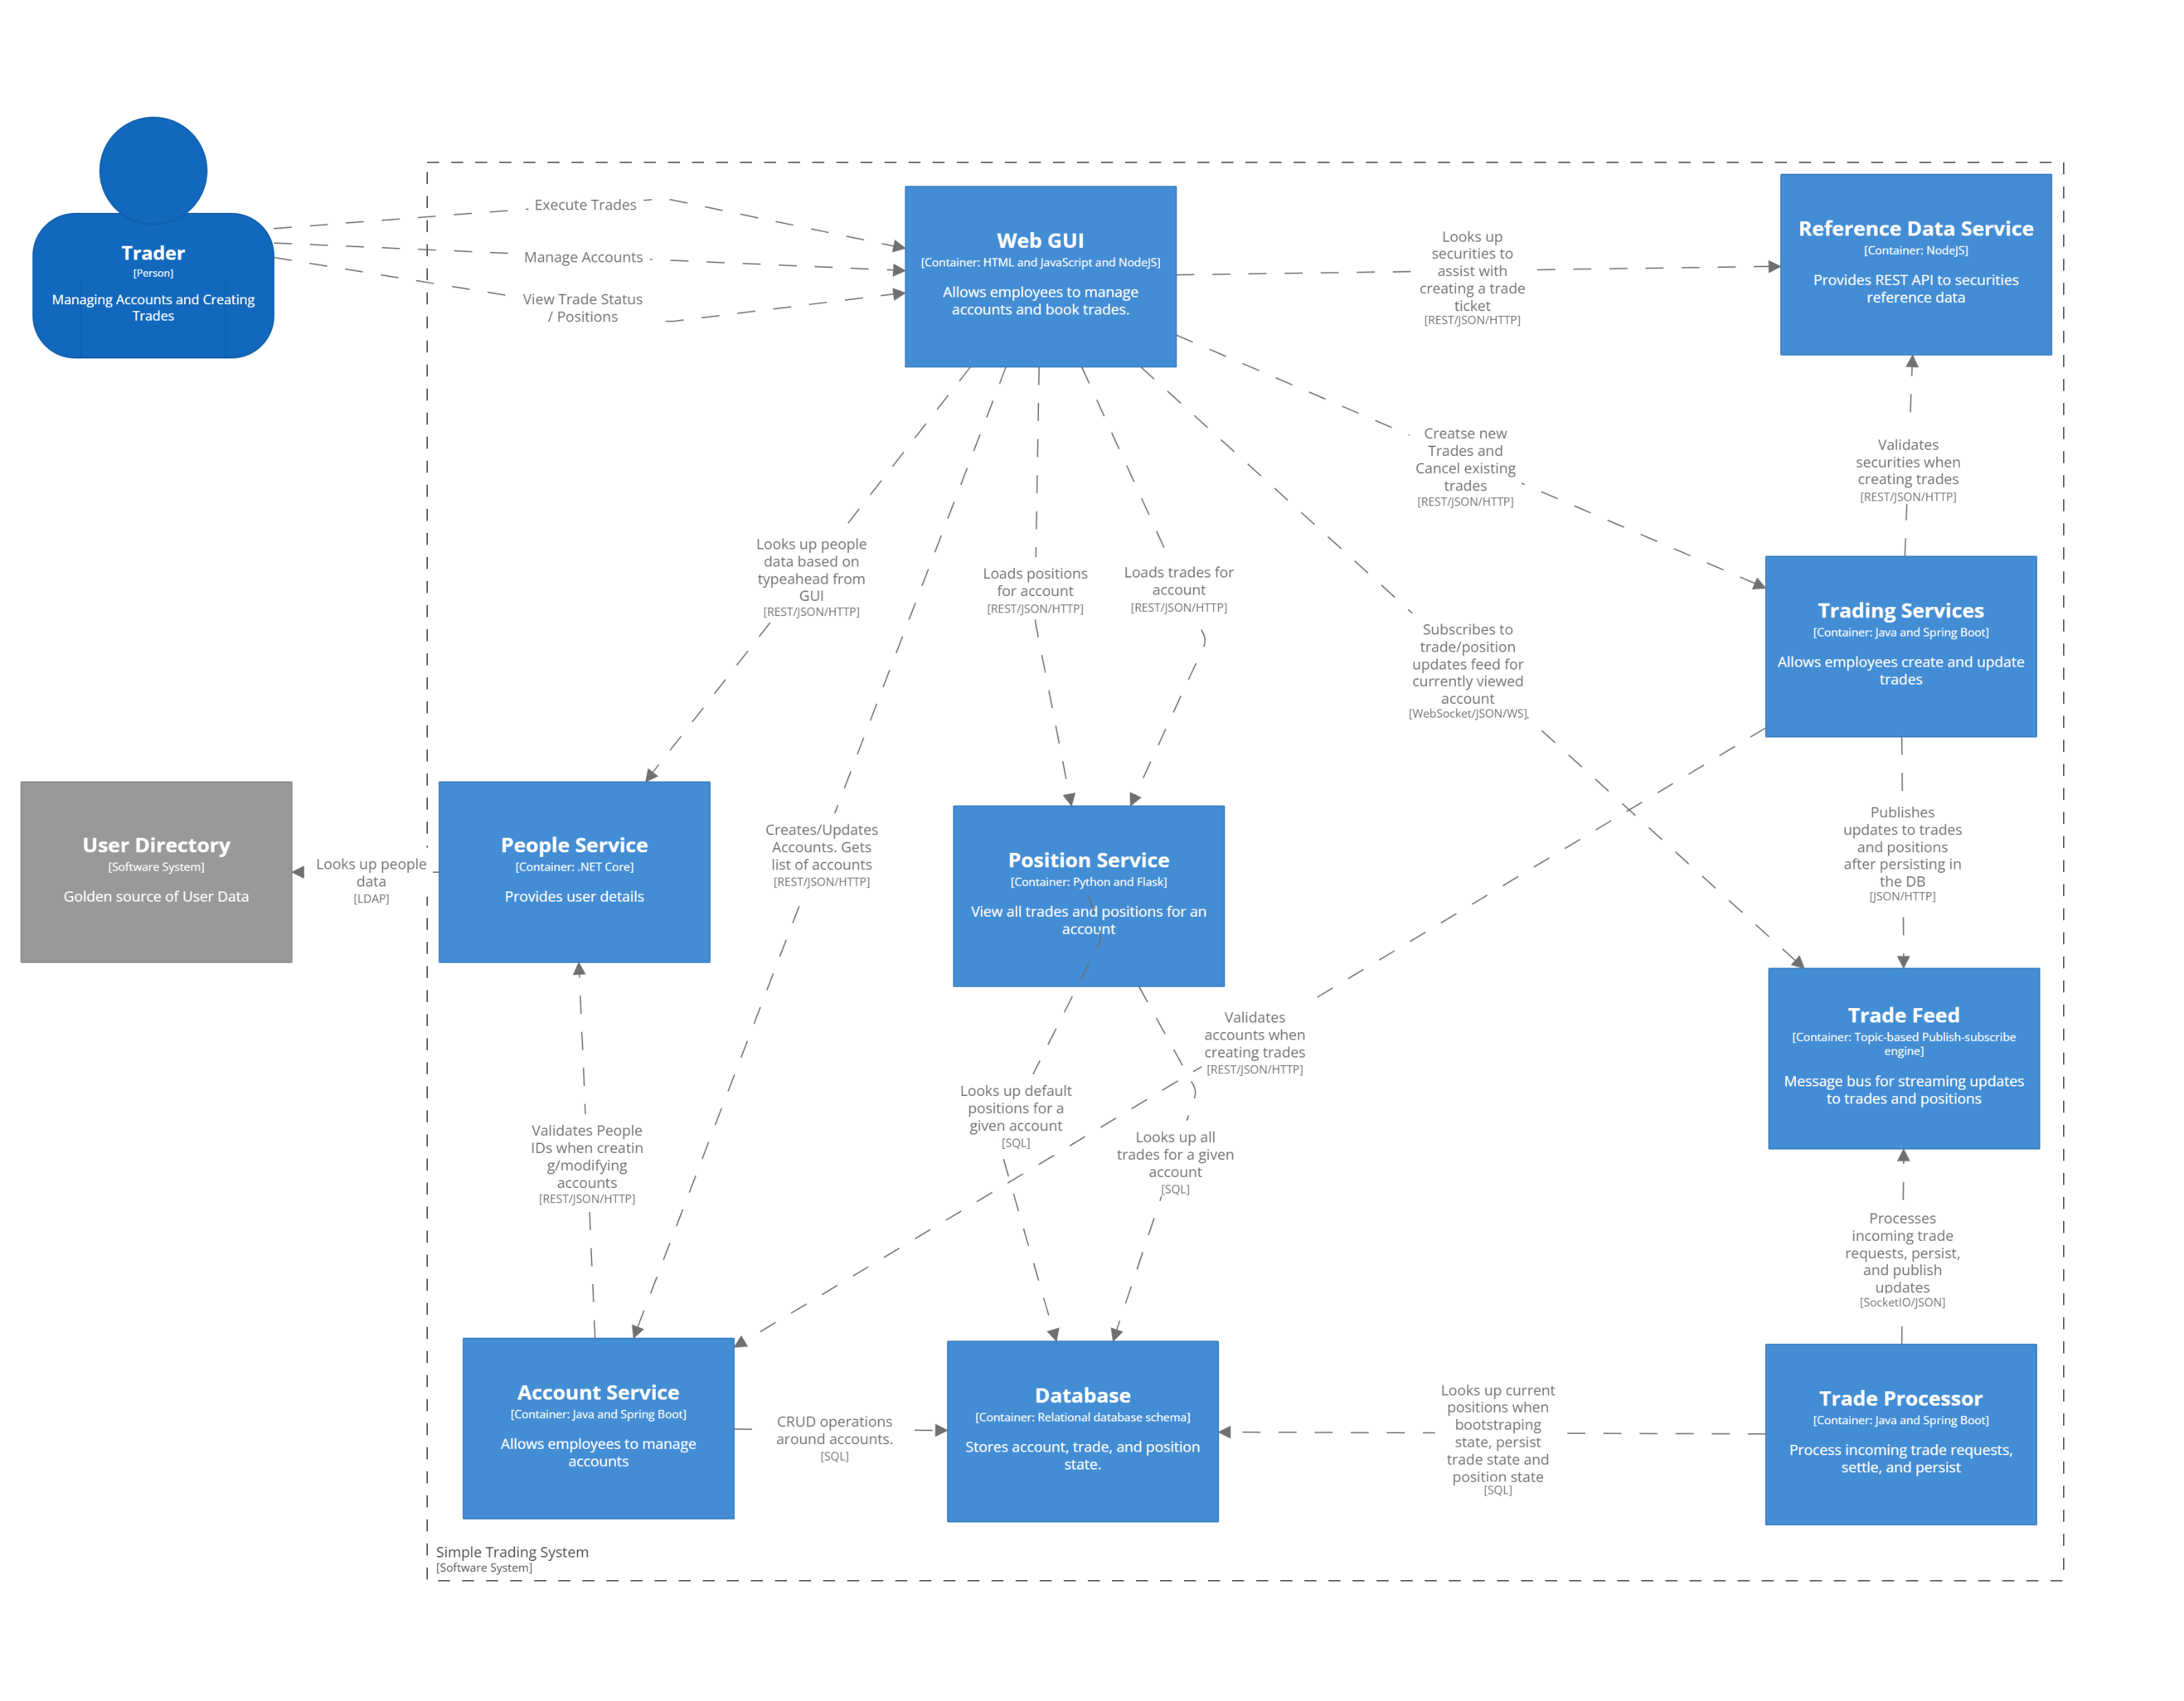 Trader
[Person]
Managing Accounts and Creating
Trades
Execute Trades
Manage Accounts
View Trade Status
/ Positions
Web GUI
[Container: HTML and JavaScript and NodeJS]
Allows employees to manage
accounts and book trades.
Looks up
securities to
assist with
creating a trade
ticket
[REST/JSON/HTTP]
Reference Data Service
[Container: NodeJS]
Provides REST API to securities
reference data
Creatse new
Trades and
Cancel existing
trades
[REST/JSON/HTTP]
Validates
securities when
creating trades
[REST/JSON/HTTP]
Looks up people
data based on
typeahead from
GUI
[REST/JSON/HTTP]
Loads positions
for account
[REST/JSON/HTTP]
Loads trades for
account
[REST/JSON/HTTP]
Subscribes to
trade/position
updates feed for
currently viewed
account
[WebSocket/JSON/WS]
Trading Services
[Container: Java and Spring Boot]
Allows employees create and update
trades
User Directory
[Software System]
Golden source of User Data
Looks up people
data
[LDAP]
People Service
[Container: .NET Core]
Provides user details
Creates/Updates
Accounts. Gets
list of accounts
[REST/JSON/HTTP]
Position Service
[Container: Python and Flask]
View all trades and positions for an
account
Publishes
updates to trades
and positions
after persisting in
the DB
[JSON/HTTP]
Validates
accounts when
creating trades
[REST/JSON/HTTP]
Trade Feed
[Container: Topic-based Publish-subscribe
engine]
Message bus for streaming updates
to trades and positions
Validates People
IDs when creatin
g/modifying
accounts
[REST/JSON/HTTP]
Looks up default
positions for a
given account
[SQL]
Looks up all
trades for a given
account
[SQL]
Processes
incoming trade
requests, persist,
and publish
updates
[SocketIO/JSON]
Account Service
[Container: Java and Spring Boot]
Allows employees to manage
accounts
CRUD operations
around accounts.
[SQL]
Database
[Container: Relational database schema]
Stores account, trade, and position
state.
Looks up current
positions when
bootstraping
state, persist
trade state and
position state
[SQL]
Trade Processor
[Container: Java and Spring Boot]
Process incoming trade requests,
settle, and persist
Simple Trading System
[Software System]